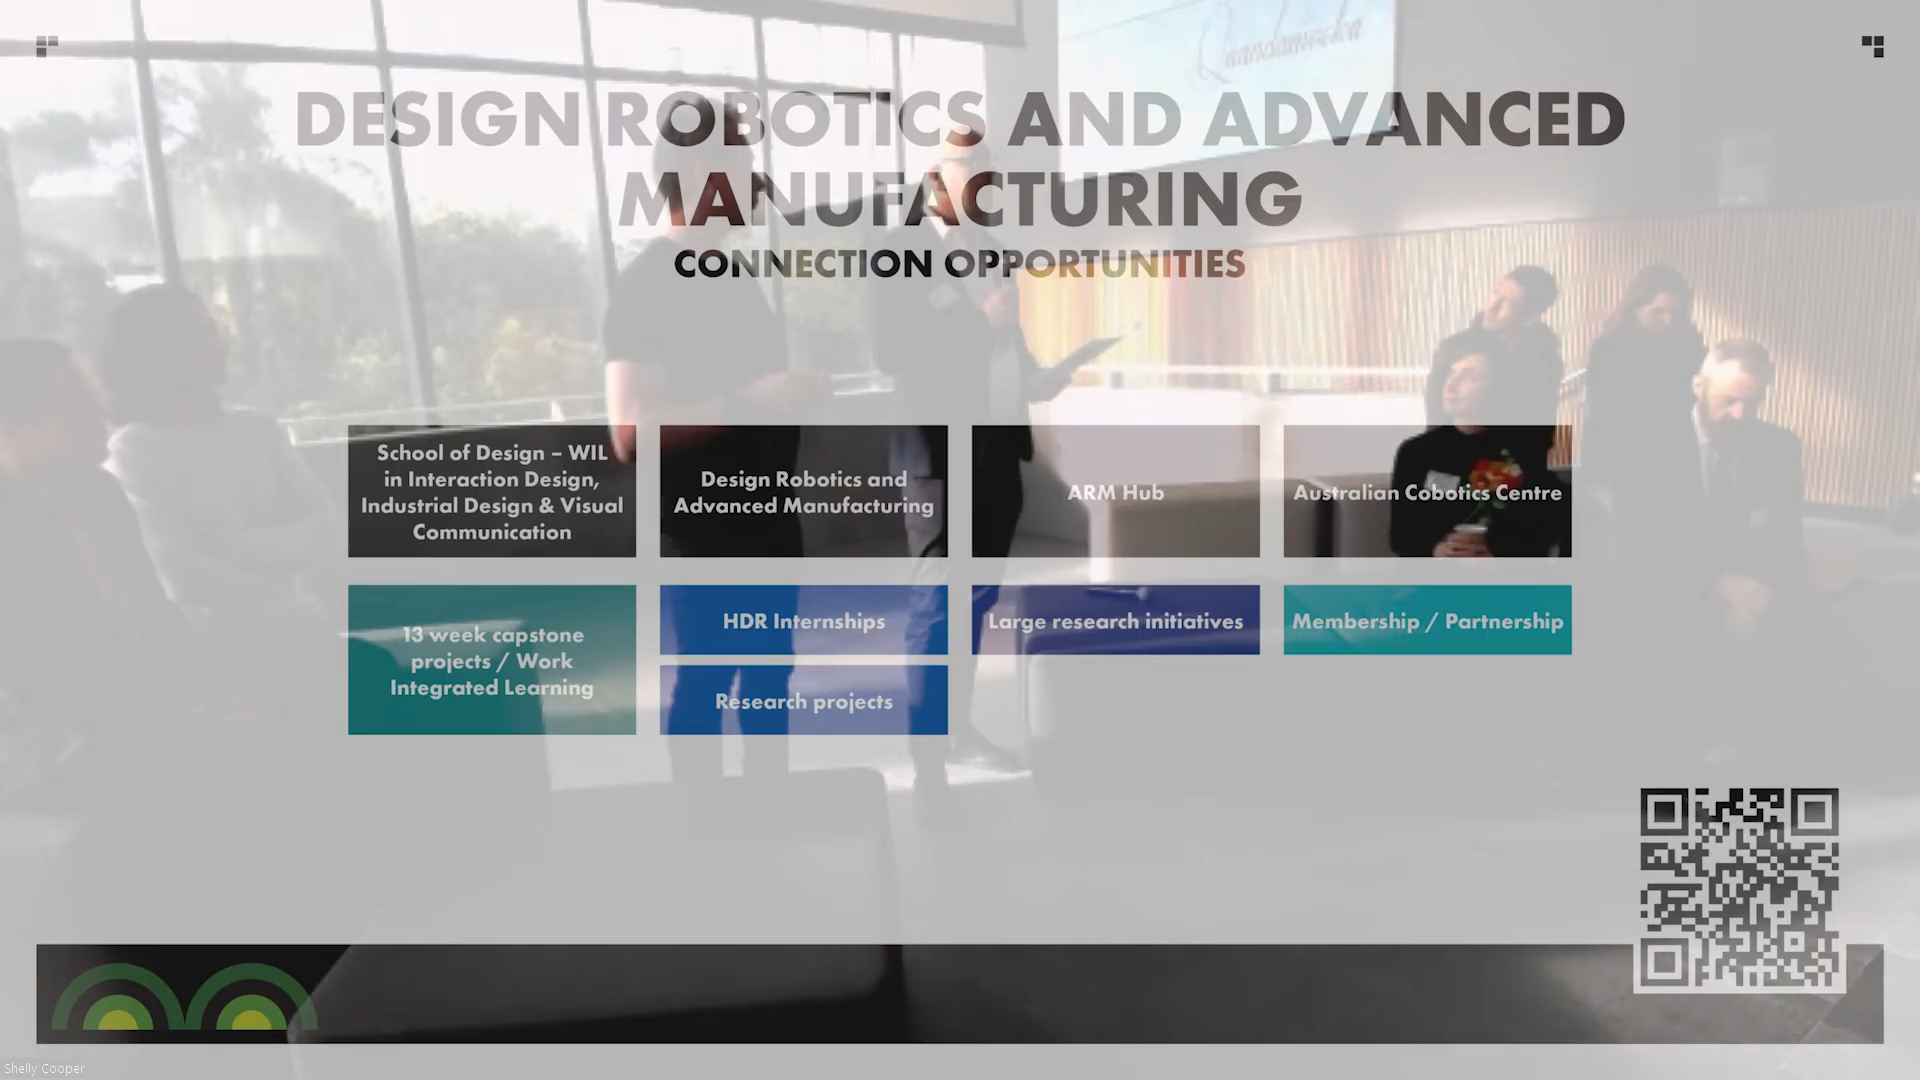 DESIGN ROBOTICS AND ADVANCED
MANUFACTURING
CONNECTION OPPORTUNITIES
School of Design – WIL
in Interaction Design,
Industrial Design & Visual
Communication
Design Robotics and
Advanced Manufacturing
ARM Hub
Australian Cobotics Centre
13 week capstone
projects / Work
Integrated Learning
HDR Internships
Research projects
Large research initiatives
Membership / Partnership
Shelly Cooper